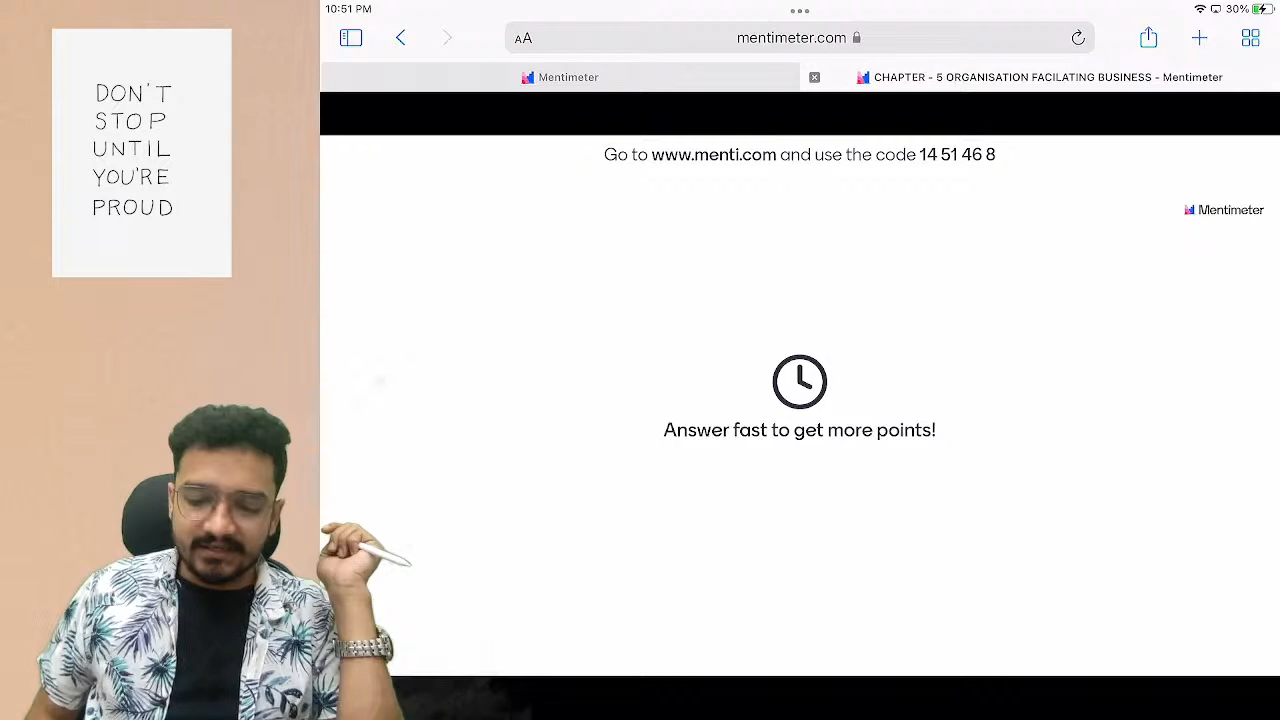 10:51 PM
30%
AA
mentimeter.com
Mentimeter
CHAPTER - 5 ORGANISATION FACILATING BUSINESS - Mentimeter
DON'T
STOP
UNTIL
YOU'RE
PROUD
Go to www.menti.com and use the code 14 51 46 8
Mentimeter
Answer fast to get more points!